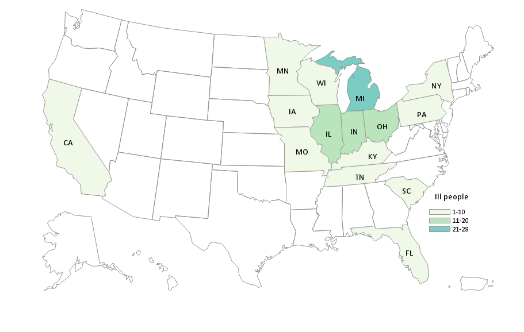 MN
WI
MI
NY
IA
PA
IL
IN
OH
CA
MO
KY
TN
SC
FL
Ill people
1-10
11-20
21-28